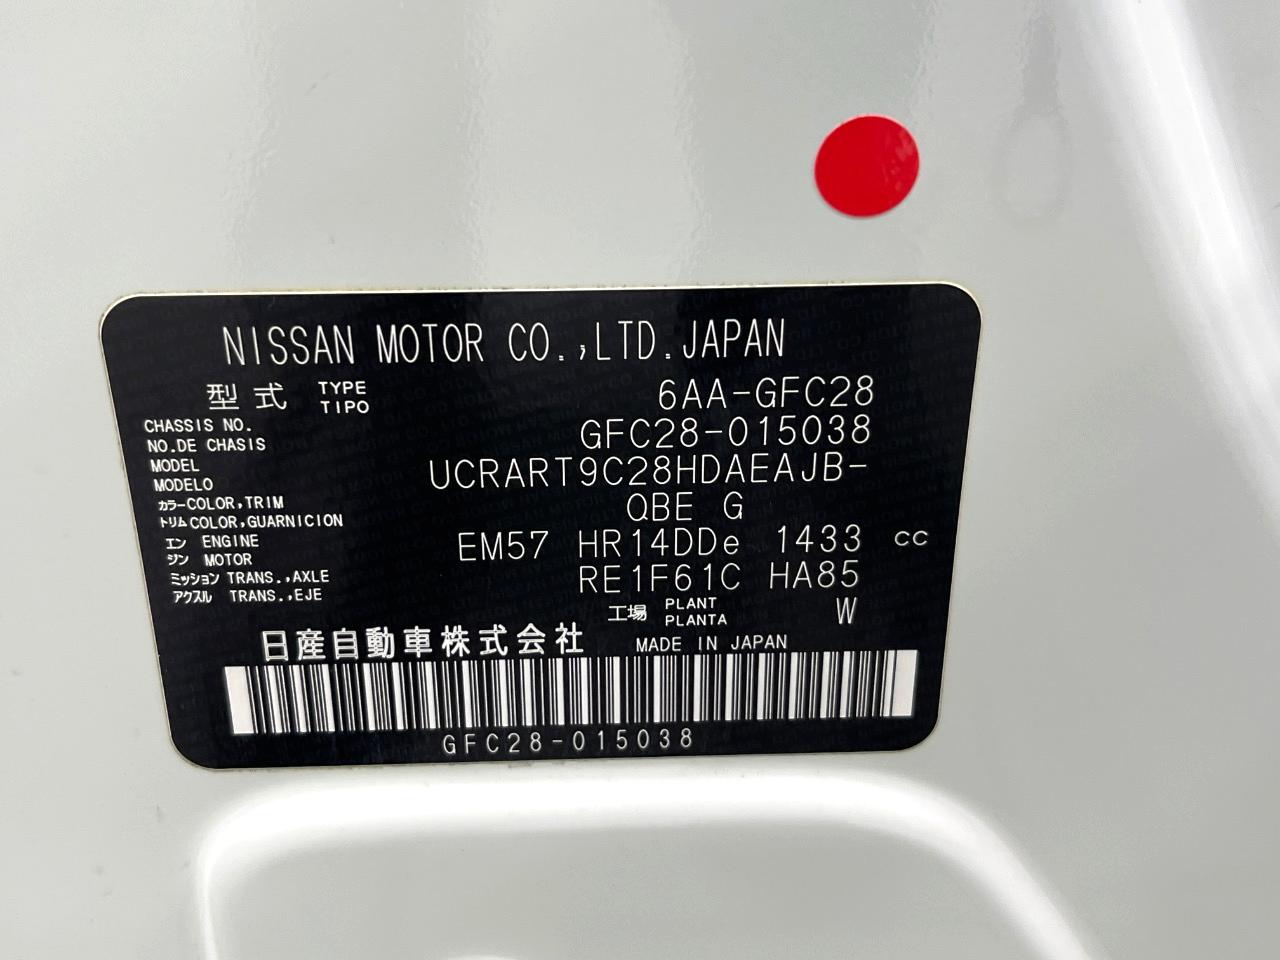 NISSAN MOTOR CO.,LTD.JAPAN
型式 TYPE TIPO 6AA-GFC28
CHASSIS NO.
NO.DE CHASIS GFC28-015038
MODEL
MODELO UCRART9C28HDAEAJB-
カラーCOLOR,TRIM
トリムCOLOR,GUARNICION QBE G
エン ENGINE
ジン MOTOR EM57 HR14DDe 1433 cc
ミッション TRANS.,AXLE
アクスル TRANS.,EJE RE1F61C HA85
工場 PLANT PLANTA W
日産自動車株式会社 MADE IN JAPAN
GFC28-015038